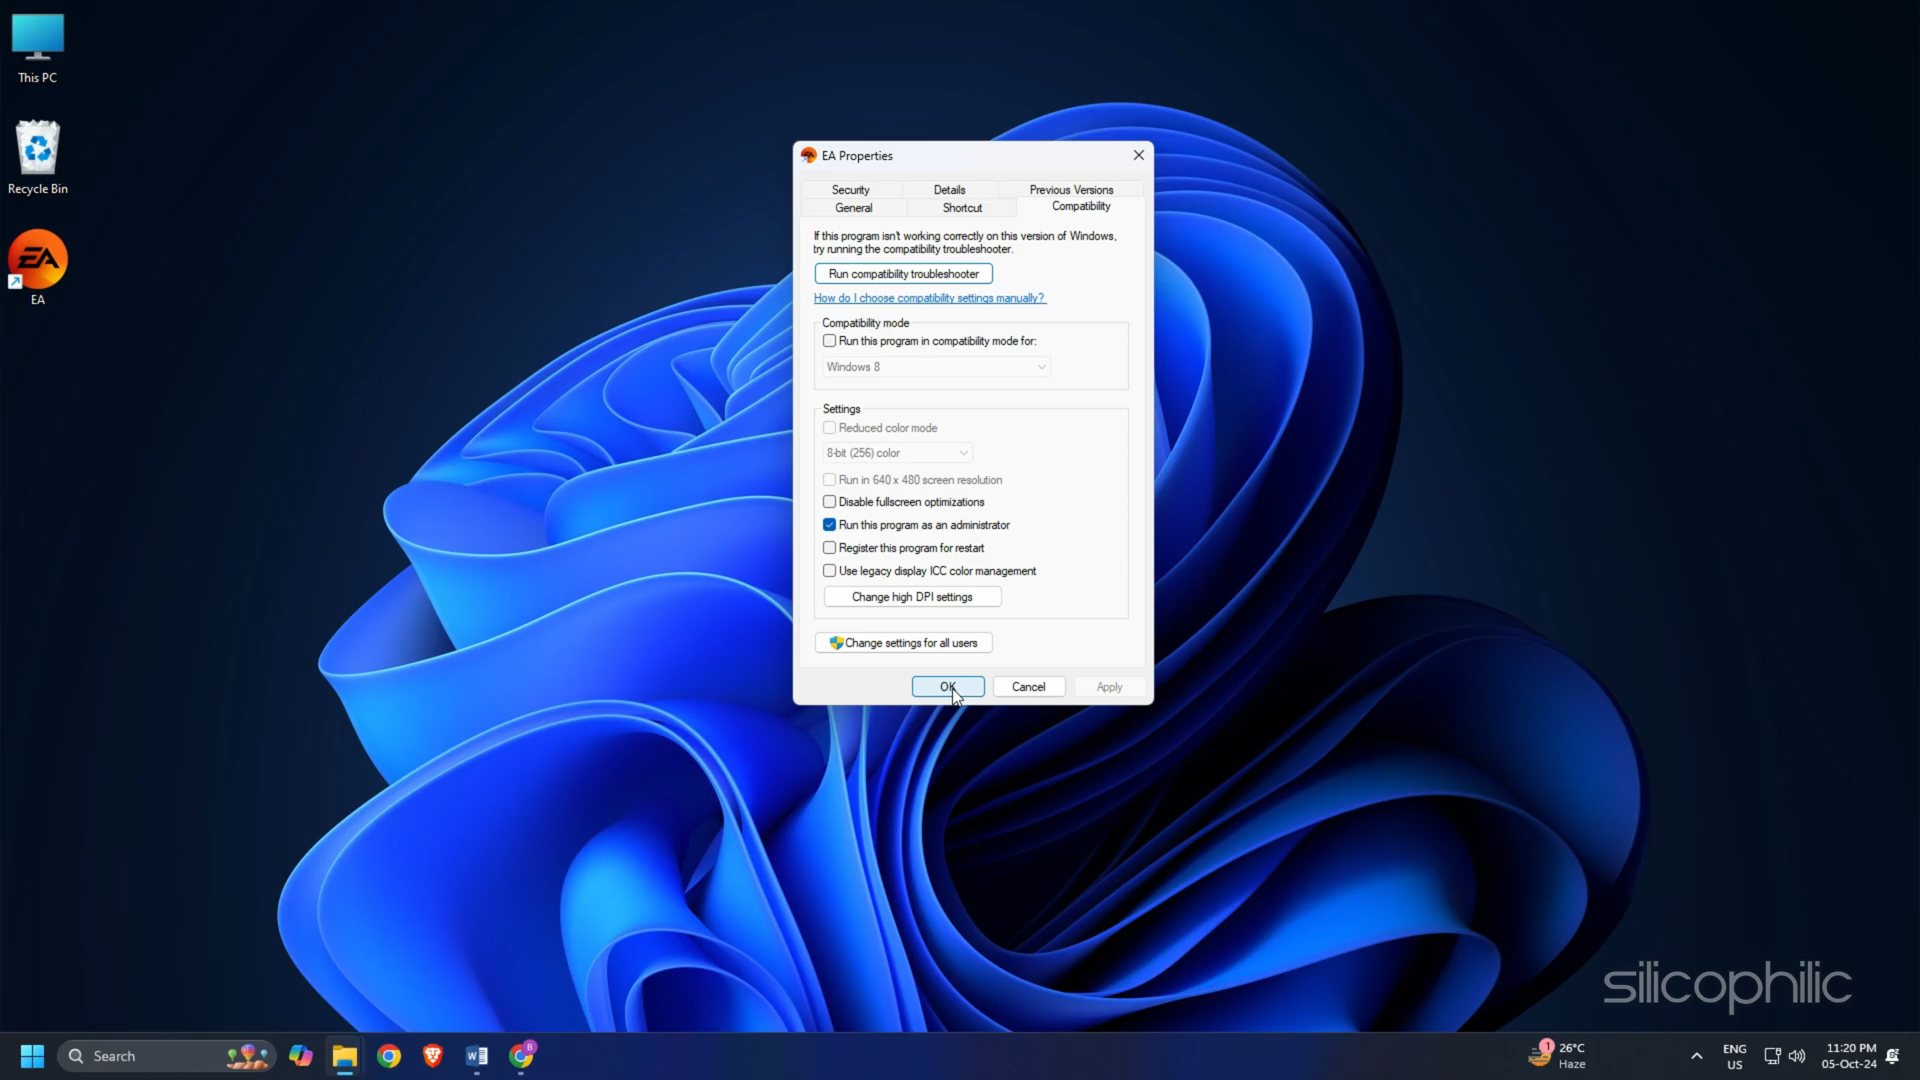 This PC
Recycle Bin
EA
EA
EA Properties
Security
Details
Previous Versions
General
Shortcut
Compatibility
If this program isn't working correctly on this version of Windows,
try running the compatibility troubleshooter.
Run compatibility troubleshooter
How do I choose compatibility settings manually?
Compatibility mode
Run this program in compatibility mode for:
Windows 8
Settings
Reduced color mode
8-bit (256) color
Run in 640 x 480 screen resolution
Disable fullscreen optimizations
Run this program as an administrator
Register this program for restart
Use legacy display ICC color management
Change high DPI settings
Change settings for all users
OK
Cancel
Apply
silicophilic
Search
W
B
1
26°C
Haze
ENG
US
11:20 PM
05-Oct-24